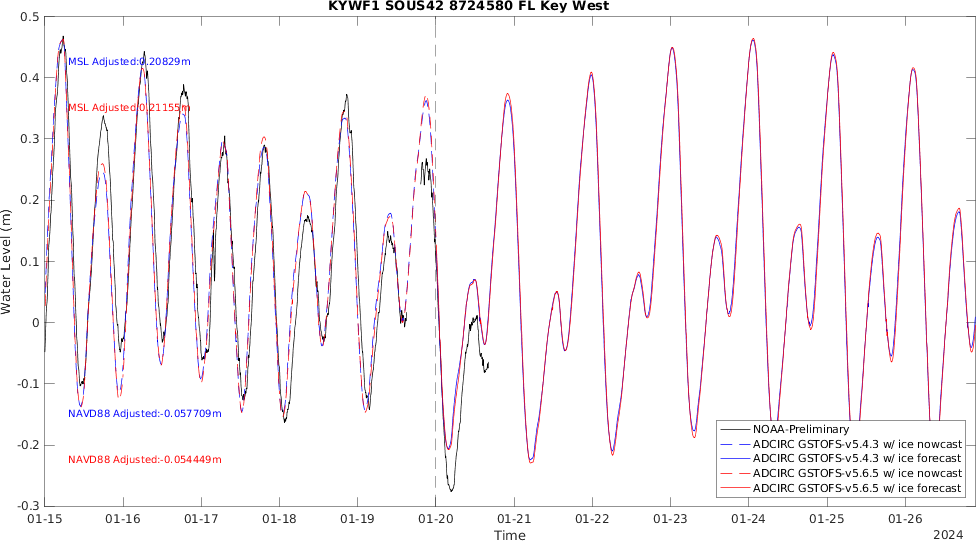 KYWF1 SOUS42 8724580 FL Key West
0.5
0.4
0.3
0.2
0.1
0
-0.1
-0.2
-0.3
Water Level (m)
MSL Adjusted:0.20829m
MSL Adjusted:0.21155m
NAVD88 Adjusted:-0.057709m
NAVD88 Adjusted:-0.054449m
NOAA-Preliminary
ADCIRC GSTOFS-v5.4.3 w/ ice nowcast
ADCIRC GSTOFS-v5.4.3 w/ ice forecast
ADCIRC GSTOFS-v5.6.5 w/ ice nowcast
ADCIRC GSTOFS-v5.6.5 w/ ice forecast
01-15 01-16 01-17 01-18 01-19 01-20 01-21 01-22 01-23 01-24 01-25 01-26
Time
2024